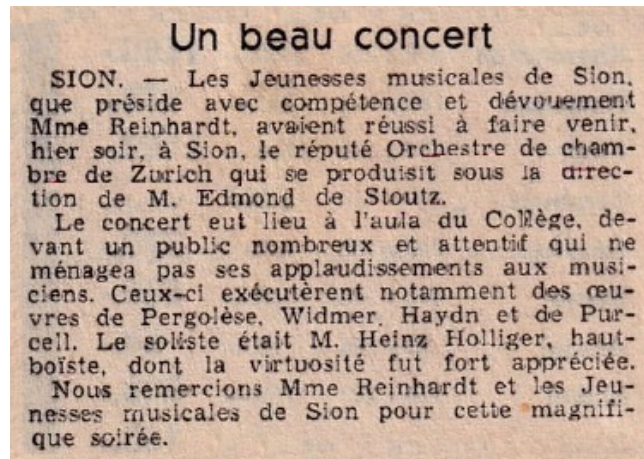 Un beau concert
SION. — Les Jeunesses musicales de Sion,
que préside avec compétence et dévouement
Mme Reinhardt, avaient réussi à faire venir,
hier soir, à Sion, le réputé Orchestre de cham-
bre de Zurich qui se produisit sous la direc-
tion de M. Edmond de Stoutz.
Le concert eut lieu à l'aula du Collège, de-
vant un public nombreux et attentif qui ne
ménagea pas ses applaudissements aux musi-
ciens. Ceux-ci exécutèrent notamment des œu-
vres de Pergolèse, Widmer, Haydn et de Pur-
cell. Le soliste était M. Heinz Holliger, haut-
boïste, dont la virtuosité fut fort appréciée.
Nous remercions Mme Reinhardt et les Jeu-
nesses musicales de Sion pour cette magnifi-
que soirée.